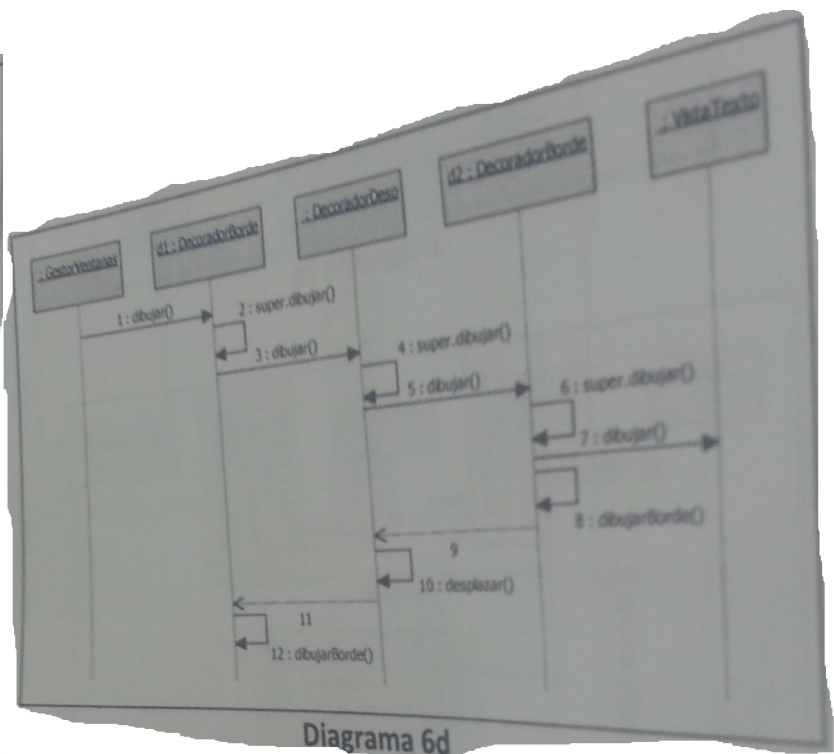 : GestorVentanas
d1 : DecoradorBorde
: DecoradorDesp
d2 : DecoradorBorde
: VistaTexto
1 : dibujar()
2 : super.dibujar()
3 : dibujar()
4 : super.dibujar()
5 : dibujar()
6 : super.dibujar()
7 : dibujar()
8 : dibujarBorde()
9
10 : desplazar()
11
12 : dibujarBorde()
Diagrama 6d